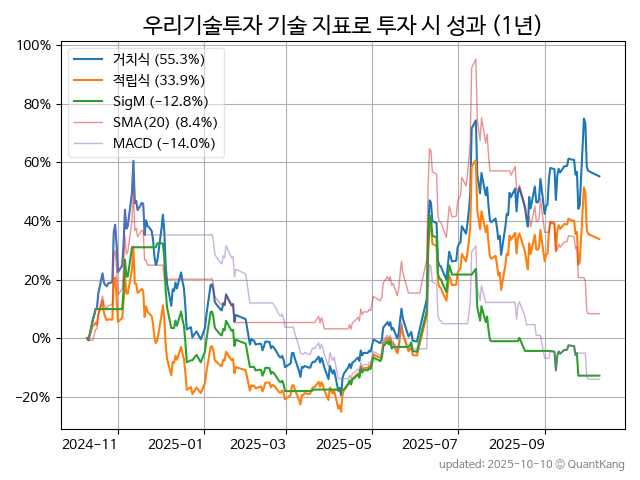 우리기술투자 기술 지표로 투자 시 성과 (1년)
100%
80%
60%
40%
20%
0%
−20%
거치식 (55.3%)
적립식 (33.9%)
SigM (−12.8%)
SMA(20) (8.4%)
MACD (−14.0%)
2024-11 2025-01 2025-03 2025-05 2025-07 2025-09
updated: 2025-10-10 © QuantKang